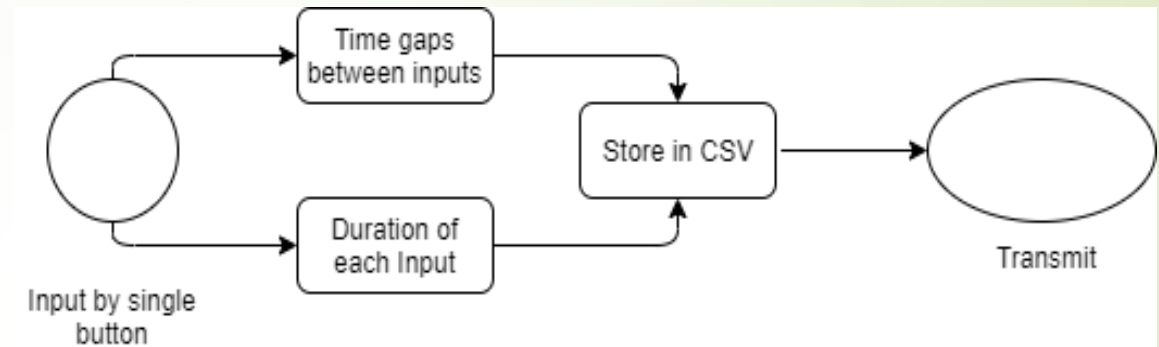 Time gaps
between inputs
Store in CSV
Duration of
each Input
Transmit
Input by single
button